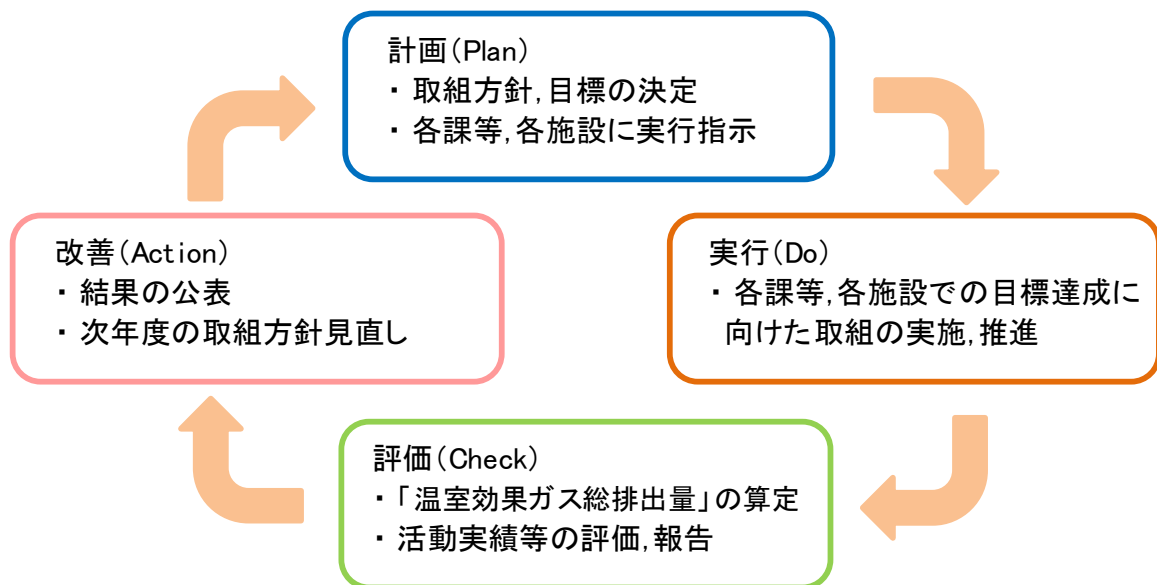 計画(Plan)
・ 取組方針,目標の決定
・ 各課等,各施設に実行指示
実行(Do)
・ 各課等,各施設での目標達成に
向けた取組の実施,推進
評価(Check)
・「温室効果ガス総排出量」の算定
・ 活動実績等の評価,報告
改善(Action)
・ 結果の公表
・ 次年度の取組方針見直し